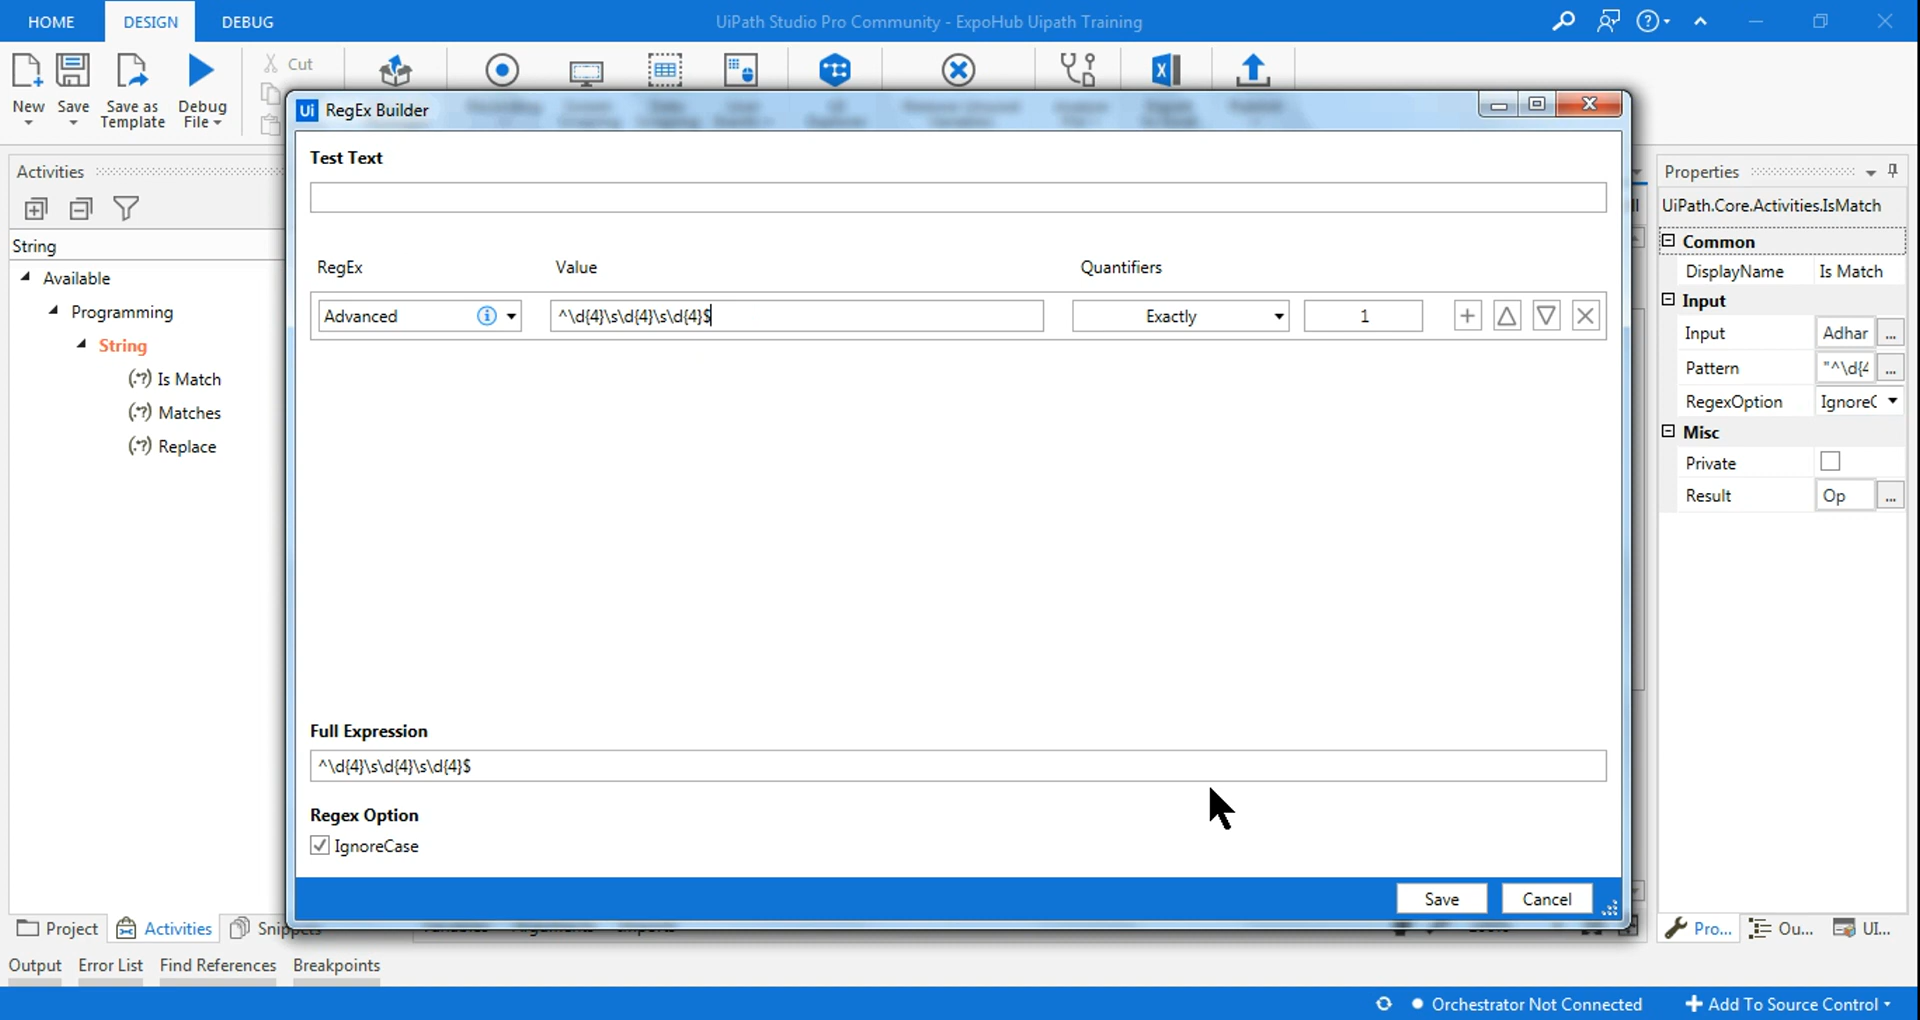 HOME DESIGN DEBUG UiPath Studio Pro Community - ExpoHub Uipath Training
New Save Save as Template Debug File Cut
RegEx Builder
Test Text
RegEx Value Quantifiers
Advanced ^\d{4}\s\d{4}\s\d{4}$ Exactly 1
Full Expression
^\d{4}\s\d{4}\s\d{4}$
Regex Option
IgnoreCase
Save Cancel
Activities
String
Available
Programming
String
(.*?) Is Match
(.*?) Matches
(.*?) Replace
Properties
UiPath.Core.Activities.IsMatch
Common
DisplayName Is Match
Input
Input Adhar ...
Pattern "^\d{4 ...
RegexOption IgnoreC
Misc
Private
Result Op ...
Project Activities Snippets
Pro... Ou... UI...
Output Error List Find References Breakpoints
Orchestrator Not Connected Add To Source Control